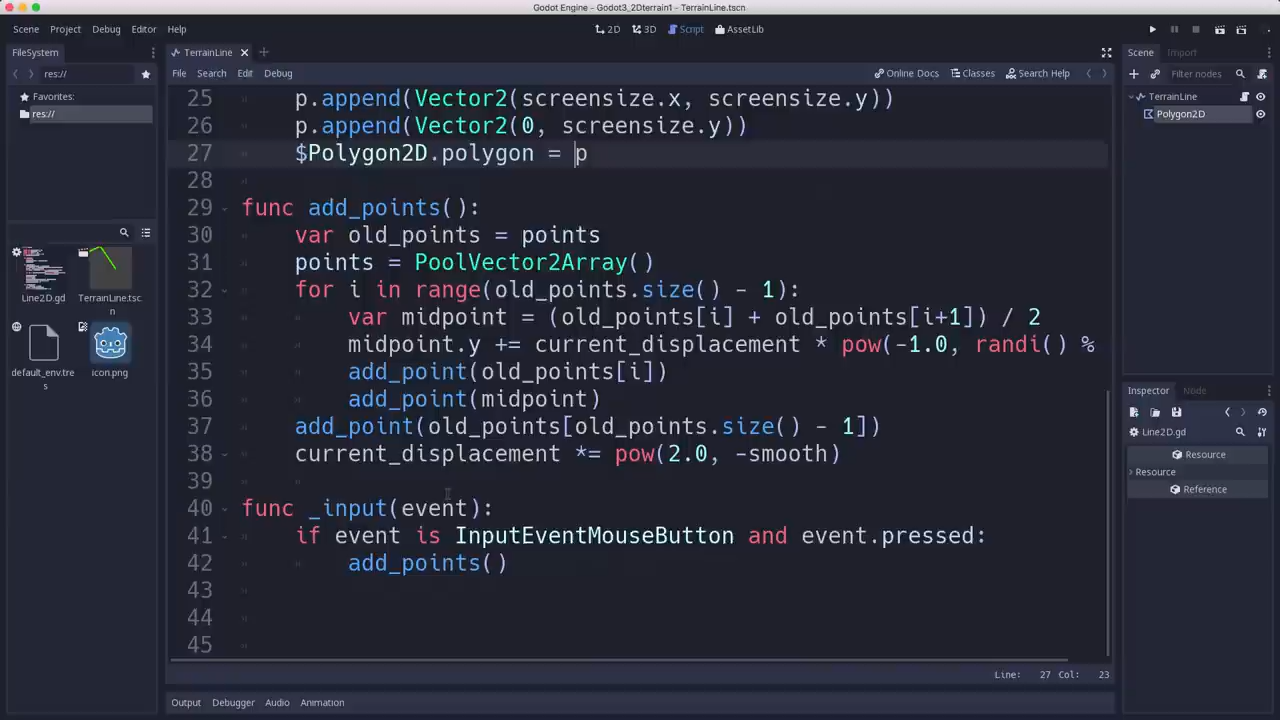 Godot Engine - Godot3_2Dterrain1 - TerrainLine.tscn
Scene Project Debug Editor Help
2D 3D Script AssetLib
FileSystem
TerrainLine
Scene Import
res://
File Search Edit Debug
Online Docs Classes Search Help
Filter nodes
Favorites:
res://
TerrainLine
Polygon2D
25 p.append(Vector2(screensize.x, screensize.y))
26 p.append(Vector2(0, screensize.y))
27 $Polygon2D.polygon = p
28
29 func add_points():
30 var old_points = points
31 points = PoolVector2Array()
32 for i in range(old_points.size() - 1):
33 var midpoint = (old_points[i] + old_points[i+1]) / 2
34 midpoint.y += current_displacement * pow(-1.0, randi() %
35 add_point(old_points[i])
36 add_point(midpoint)
37 add_point(old_points[old_points.size() - 1])
38 current_displacement *= pow(2.0, -smooth)
39
40 func _input(event):
41 if event is InputEventMouseButton and event.pressed:
42 add_points()
43
44
45
Line2D.gd
TerrainLine.tsc
n
default_env.tre
s
icon.png
Inspector Node
Line2D.gd
Resource
Resource
Reference
Line: 27 Col: 23
Output Debugger Audio Animation